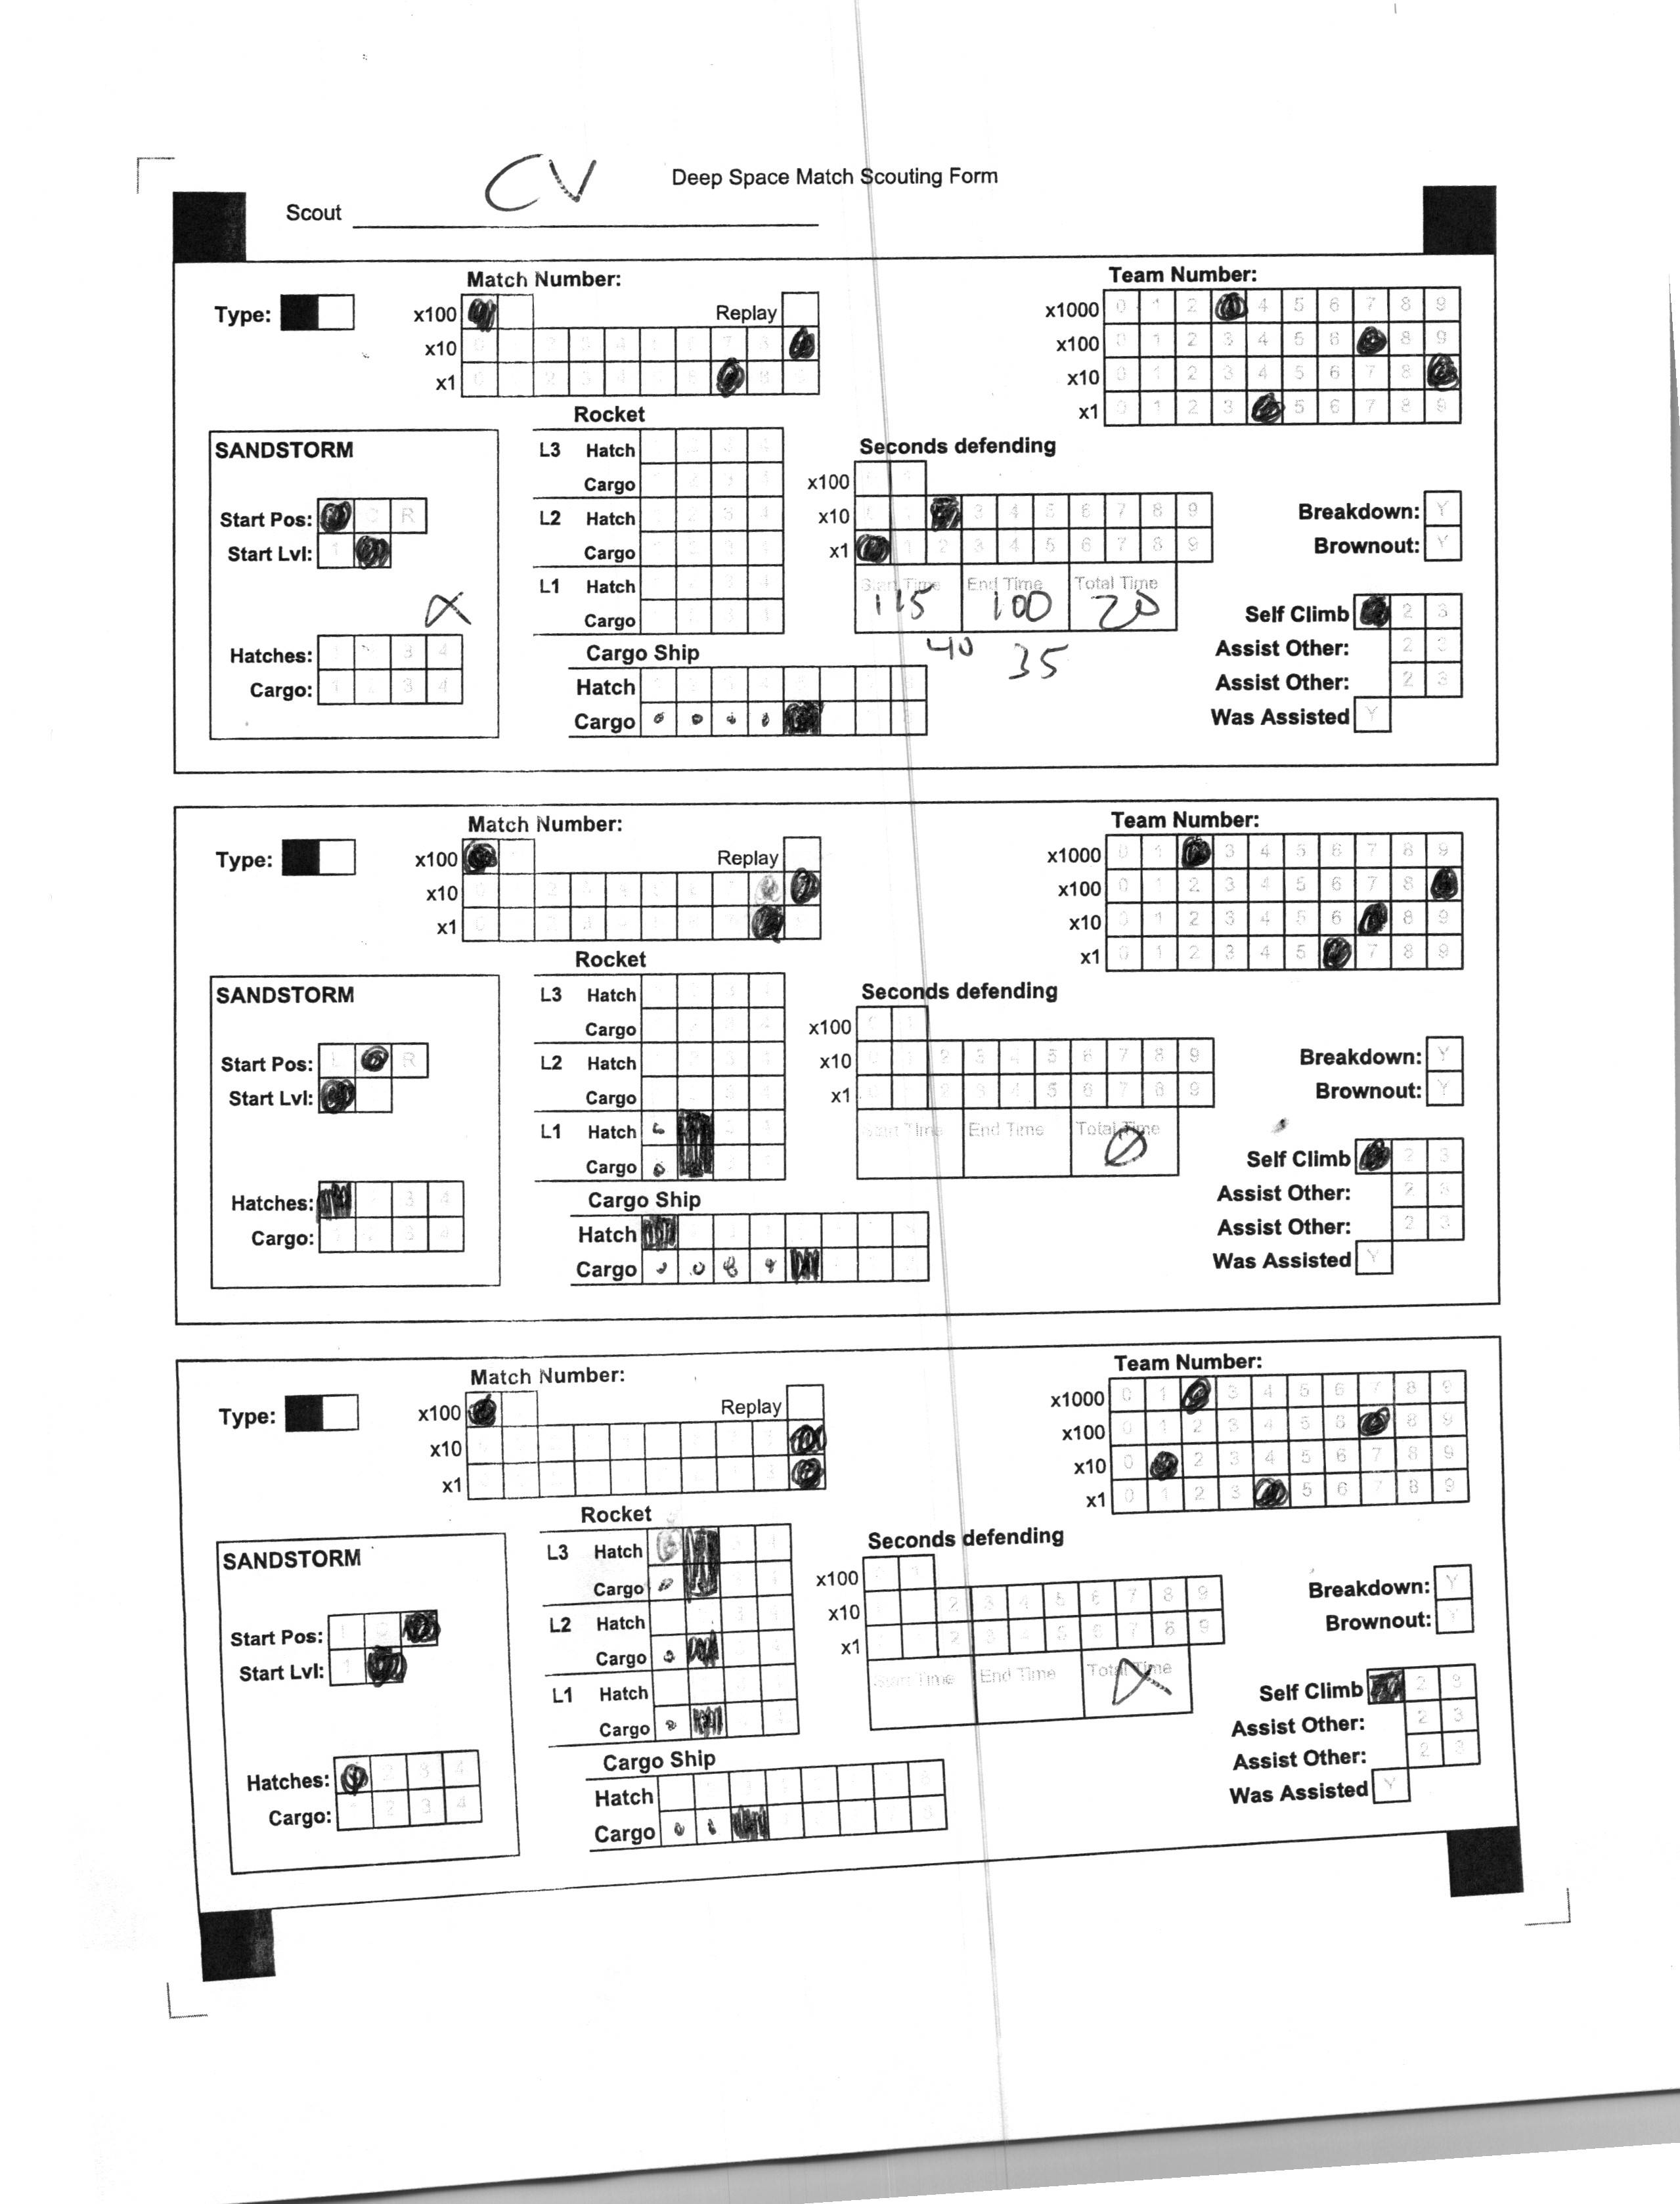 CV
Deep Space Match Scouting Form
Scout
Match Number:
Team Number:
Type:
x100
Replay
x10
x1
x1000 0 1 2 4 5 6 7 8 9
x100 0 1 2 3 4 5 6 8 9
x10 0 1 2 3 4 5 6 7 8
x1 0 1 2 3 5 6 7 8 9
Rocket
SANDSTORM
L3 Hatch
Cargo
L2 Hatch
Cargo
L1 Hatch
Cargo
Seconds defending
x100
x10 3 4 5 6 7 8 9
x1 1 2 3 4 5 6 7 8 9
Start Time End Time Total Time
115 100 20
40 35
Start Pos: C R
Start Lvl: 1
Hatches: 3 4
Cargo: 1 2 3 4
Cargo Ship
Hatch
Cargo
Breakdown: Y
Brownout: Y
Self Climb 2 3
Assist Other: 2 3
Assist Other: 2 3
Was Assisted Y
Match Number:
Team Number:
Type:
x100
Replay
x10
x1
x1000 0 1 3 4 5 6 7 8 9
x100 0 1 2 3 4 5 6 7 8
x10 0 1 2 3 4 5 6 8 9
x1 0 1 2 3 4 5 7 8 9
Rocket
SANDSTORM
L3 Hatch
Cargo
L2 Hatch
Cargo
L1 Hatch
Cargo
Seconds defending
x100
x10 2 3 4 5 6 7 8 9
x1 2 3 4 5 6 7 8 9
Start Time End Time Total Time
Start Pos: L R
Start Lvl:
Hatches: 3 4
Cargo: 3 4
Cargo Ship
Hatch
Cargo
Breakdown: Y
Brownout: Y
Self Climb 2 3
Assist Other: 2 3
Assist Other: 2 3
Was Assisted Y
Match Number:
Team Number:
Type:
x100
Replay
x10
x1
x1000 0 1 3 4 5 6 7 8 9
x100 0 1 2 3 4 5 6 8 9
x10 0 2 3 4 5 6 7 8 9
x1 0 1 2 3 5 6 7 8 9
Rocket
SANDSTORM
L3 Hatch
Cargo
L2 Hatch
Cargo
L1 Hatch
Cargo
Seconds defending
x100
x10 2 3 4 5 6 7 8 9
x1 2 3 4 5 6 7 8 9
Start Time End Time Total Time
Start Pos: L C
Start Lvl: 1
Hatches: 2 3 4
Cargo: 1 2 3 4
Cargo Ship
Hatch
Cargo
Breakdown: Y
Brownout: Y
Self Climb 2 3
Assist Other: 2 3
Assist Other: 2 3
Was Assisted Y